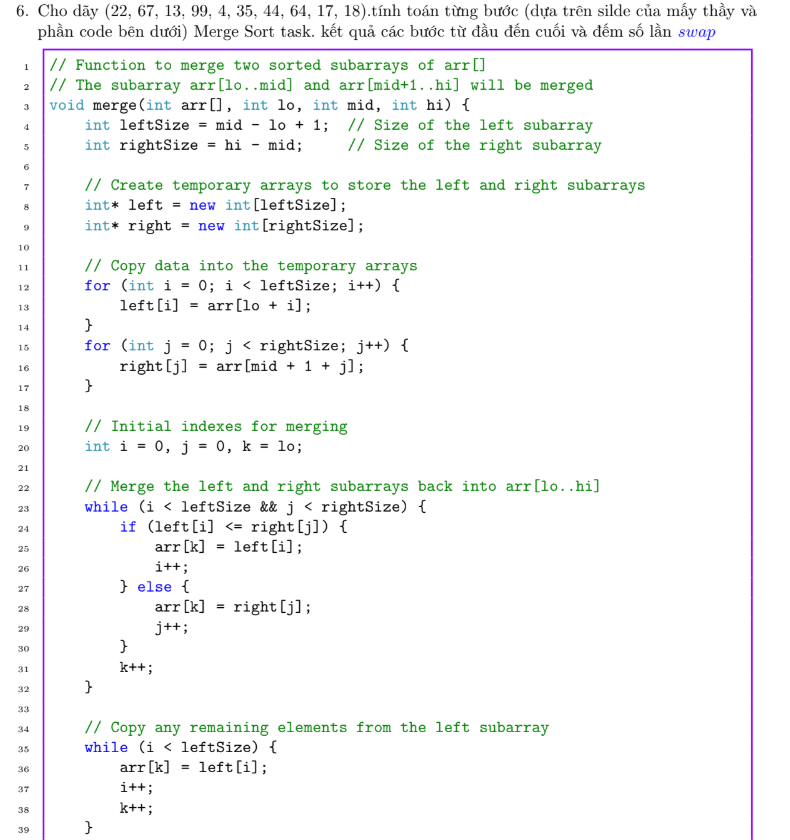 6. Cho dãy (22, 67, 13, 99, 4, 35, 44, 64, 17, 18).tính toán từng bước (dựa trên silde của mấy thầy và
phần code bên dưới) Merge Sort task. kết quả các bước từ đầu đến cuối và đếm số lần swap
1 // Function to merge two sorted subarrays of arr[]
2 // The subarray arr[lo..mid] and arr[mid+1..hi] will be merged
3 void merge(int arr[], int lo, int mid, int hi) {
4     int leftSize = mid - lo + 1;  // Size of the left subarray
5     int rightSize = hi - mid;     // Size of the right subarray
6
7     // Create temporary arrays to store the left and right subarrays
8     int* left = new int[leftSize];
9     int* right = new int[rightSize];
10
11     // Copy data into the temporary arrays
12     for (int i = 0; i < leftSize; i++) {
13         left[i] = arr[lo + i];
14     }
15     for (int j = 0; j < rightSize; j++) {
16         right[j] = arr[mid + 1 + j];
17     }
18
19     // Initial indexes for merging
20     int i = 0, j = 0, k = lo;
21
22     // Merge the left and right subarrays back into arr[lo..hi]
23     while (i < leftSize && j < rightSize) {
24         if (left[i] <= right[j]) {
25             arr[k] = left[i];
26             i++;
27         } else {
28             arr[k] = right[j];
29             j++;
30         }
31         k++;
32     }
33
34     // Copy any remaining elements from the left subarray
35     while (i < leftSize) {
36         arr[k] = left[i];
37         i++;
38         k++;
39     }